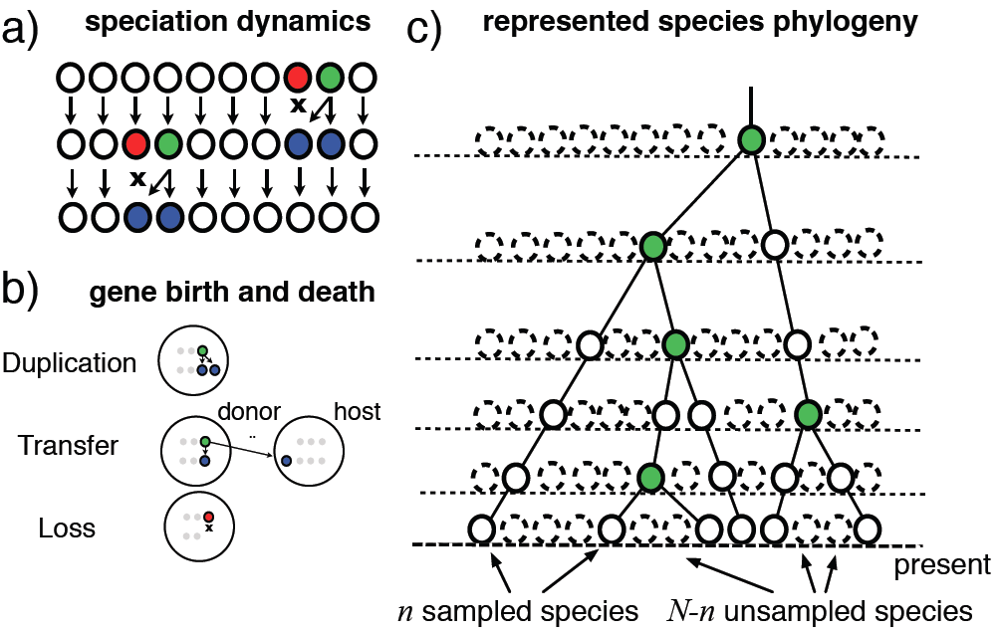 a) speciation dynamics
x
x
b) gene birth and death
Duplication
donor host
..
Transfer
x
Loss
c) represented species phylogeny
present
n sampled species N-n unsampled species